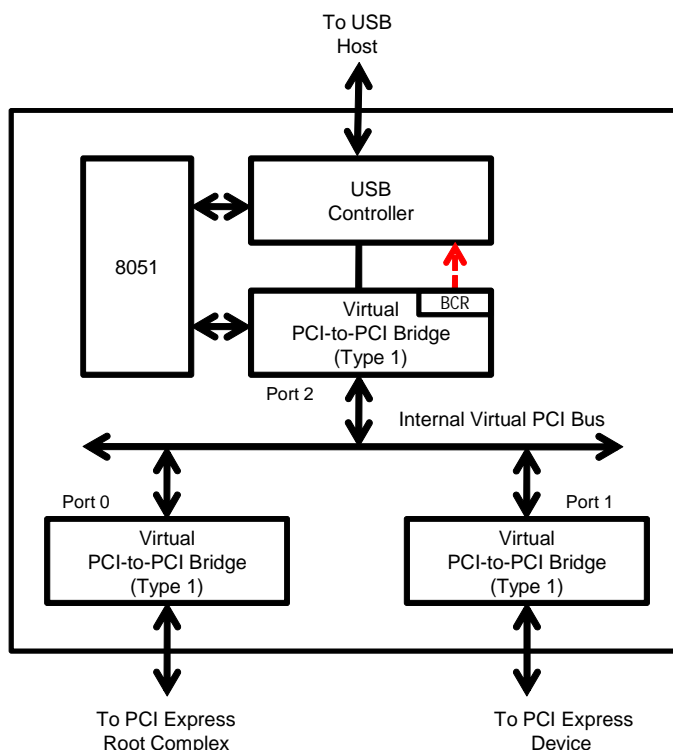 To USB
Host
USB
Controller
8051
BCR
Virtual
PCI-to-PCI Bridge
(Type 1)
Port 2
Internal Virtual PCI Bus
Port 0
Port 1
Virtual
PCI-to-PCI Bridge
(Type 1)
Virtual
PCI-to-PCI Bridge
(Type 1)
To PCI Express
Root Complex
To PCI Express
Device